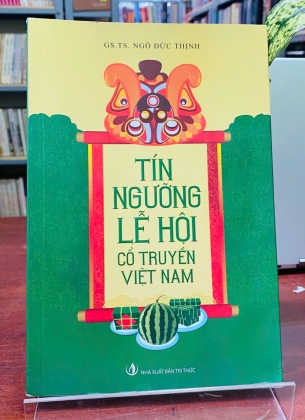 GS.TS. NGÔ ĐỨC THỊNH
TÍN
NGƯỠNG
LỄ HỘI
CỔ TRUYỀN
VIỆT NAM
NHÀ XUẤT BẢN TRI THỨC